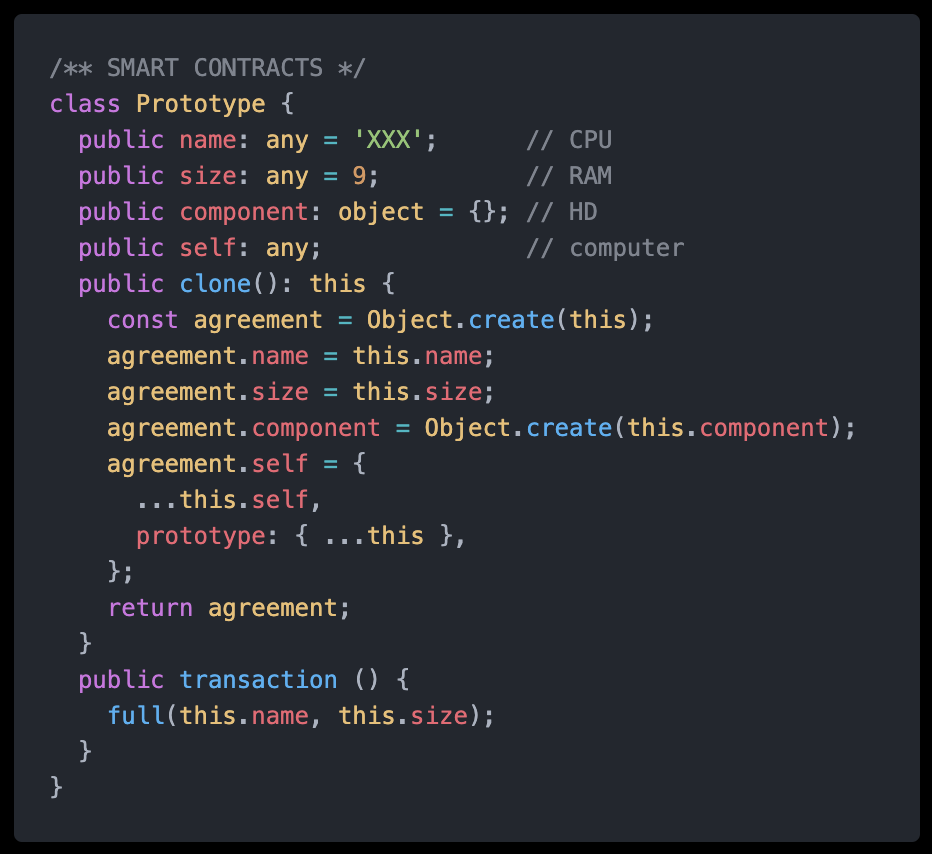 /** SMART CONTRACTS */
class Prototype {
  public name: any = 'XXX';      // CPU
  public size: any = 9;          // RAM
  public component: object = {}; // HD
  public self: any;              // computer
  public clone(): this {
    const agreement = Object.create(this);
    agreement.name = this.name;
    agreement.size = this.size;
    agreement.component = Object.create(this.component);
    agreement.self = {
      ...this.self,
      prototype: { ...this },
    };
    return agreement;
  }
  public transaction () {
    full(this.name, this.size);
  }
}